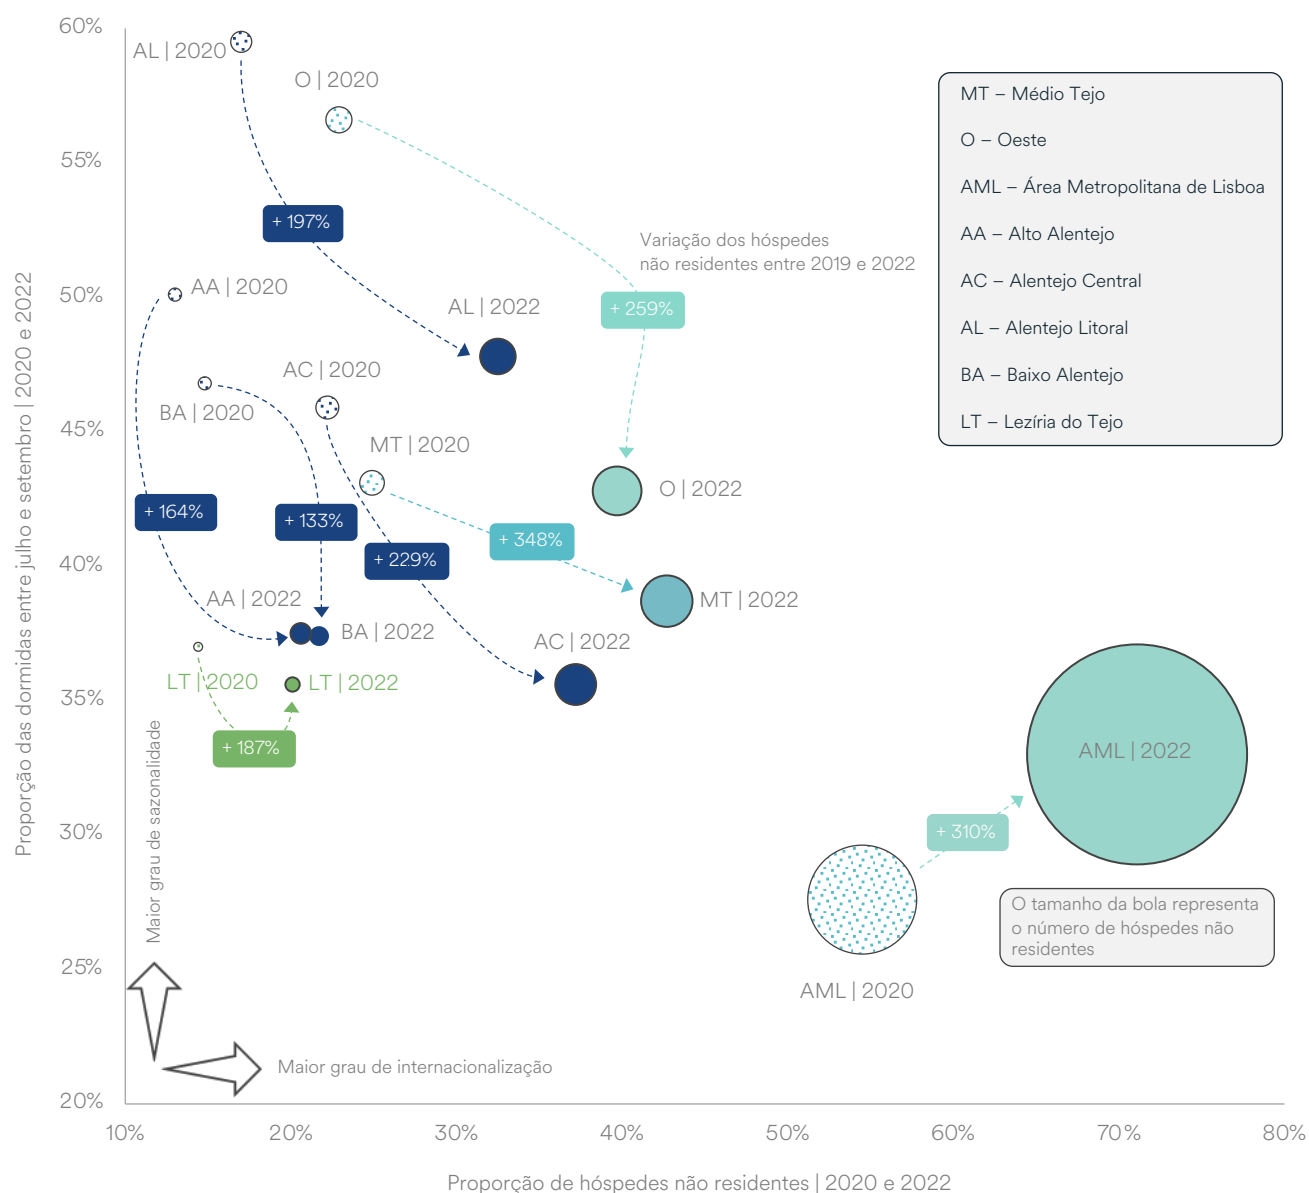 60%
55%
50%
45%
40%
35%
30%
25%
20%
10%
20%
30%
40%
50%
60%
70%
80%
Proporção das dormidas entre julho e setembro | 2020 e 2022
Proporção de hóspedes não residentes | 2020 e 2022
AL | 2020
O | 2020
+ 197%
Variação dos hóspedes
não residentes entre 2019 e 2022
AA | 2020
AL | 2022
+ 259%
AC | 2020
BA | 2020
MT | 2020
O | 2022
+ 164%
+ 133%
+ 348%
+ 229%
AA | 2022
MT | 2022
BA | 2022
AC | 2022
LT | 2020
LT | 2022
+ 187%
AML | 2022
+ 310%
AML | 2020
MT – Médio Tejo
O – Oeste
AML – Área Metropolitana de Lisboa
AA – Alto Alentejo
AC – Alentejo Central
AL – Alentejo Litoral
BA – Baixo Alentejo
LT – Lezíria do Tejo
O tamanho da bola representa
o número de hóspedes não
residentes
Maior grau de sazonalidade
Maior grau de internacionalização